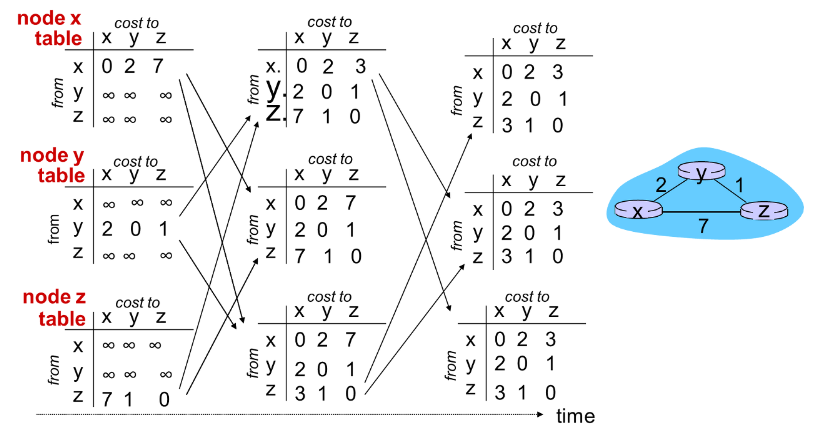 node x table
cost to
x y z
from
x 0 2 7
y ∞ ∞ ∞
z ∞ ∞ ∞
cost to
x y z
from
x. 0 2 3
y. 2 0 1
z. 7 1 0
cost to
x y z
from
x 0 2 3
y 2 0 1
z 3 1 0
node y table
cost to
x y z
from
x ∞ ∞ ∞
y 2 0 1
z ∞ ∞ ∞
cost to
x y z
from
x 0 2 7
y 2 0 1
z 7 1 0
cost to
x y z
from
x 0 2 3
y 2 0 1
z 3 1 0
node z table
cost to
x y z
from
x ∞ ∞ ∞
y ∞ ∞ ∞
z 7 1 0
cost to
x y z
from
x 0 2 7
y 2 0 1
z 3 1 0
cost to
x y z
from
x 0 2 3
y 2 0 1
z 3 1 0
time
y
2 1
x z
7